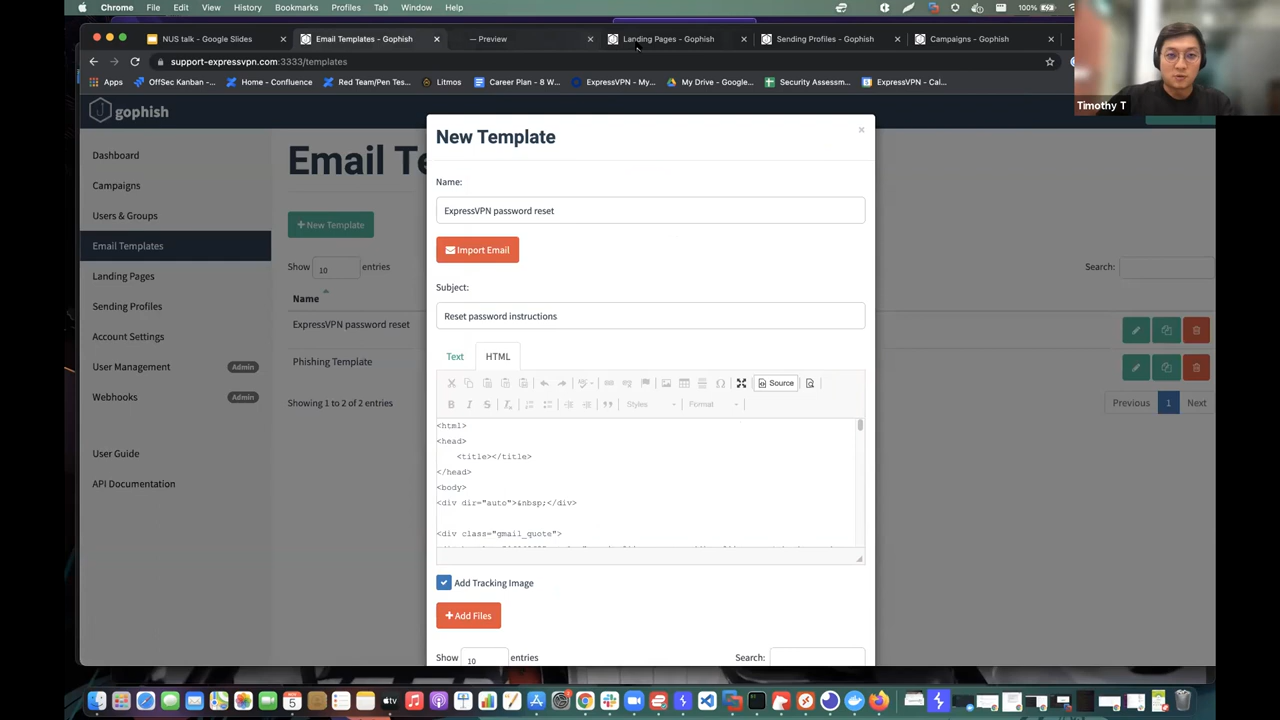 Chrome File Edit View History Bookmarks Profiles Tab Window Help 100%
NUS talk - Google Slides
Email Templates - Gophish
— Preview
Landing Pages - Gophish
Sending Profiles - Gophish
Campaigns - Gophish
support-expressvpn.com:3333/templates
Apps
OffSec Kanban...
Home - Confluence
Red Team/Pen Tes...
Litmos
Career Plan - 8 W...
ExpressVPN - My...
My Drive - Google...
Security Assessm...
ExpressVPN - Cal...
Timothy T
gophish
Dashboard
Campaigns
Users & Groups
Email Templates
Landing Pages
Sending Profiles
Account Settings
User Management Admin
Webhooks Admin
User Guide
API Documentation
Email Te
+ New Template
Show 10 entries
Search:
Name
ExpressVPN password reset
Phishing Template
Showing 1 to 2 of 2 entries
Previous 1 Next
New Template
×
Name:
ExpressVPN password reset
Import Email
Subject:
Reset password instructions
Text HTML
Source
B I S Styles Format
<html>
<head>
<title></title>
</head>
<body>
<div dir="auto">&nbsp;</div>
<div class="gmail_quote">
Add Tracking Image
+ Add Files
Show 10 entries
Search: